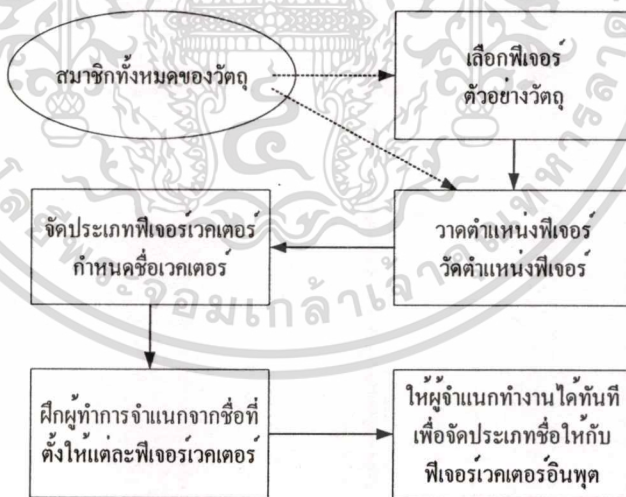 สมาชิกทั้งหมดของวัตถุ
เลือกฟีเจอร์
ตัวอย่างวัตถุ
วาดตำแหน่งฟีเจอร์
วัดตำแหน่งฟีเจอร์
จัดประเภทฟีเจอร์เวคเตอร์
กำหนดชื่อเวคเตอร์
ฝึกผู้ทำการจำแนกจากชื่อที่
ตั้งให้แต่ละฟีเจอร์เวคเตอร์
ให้ผู้จำแนกทำงานได้ทันที
เพื่อจัดประเภทชื่อให้กับ
ฟีเจอร์เวคเตอร์อินพุต